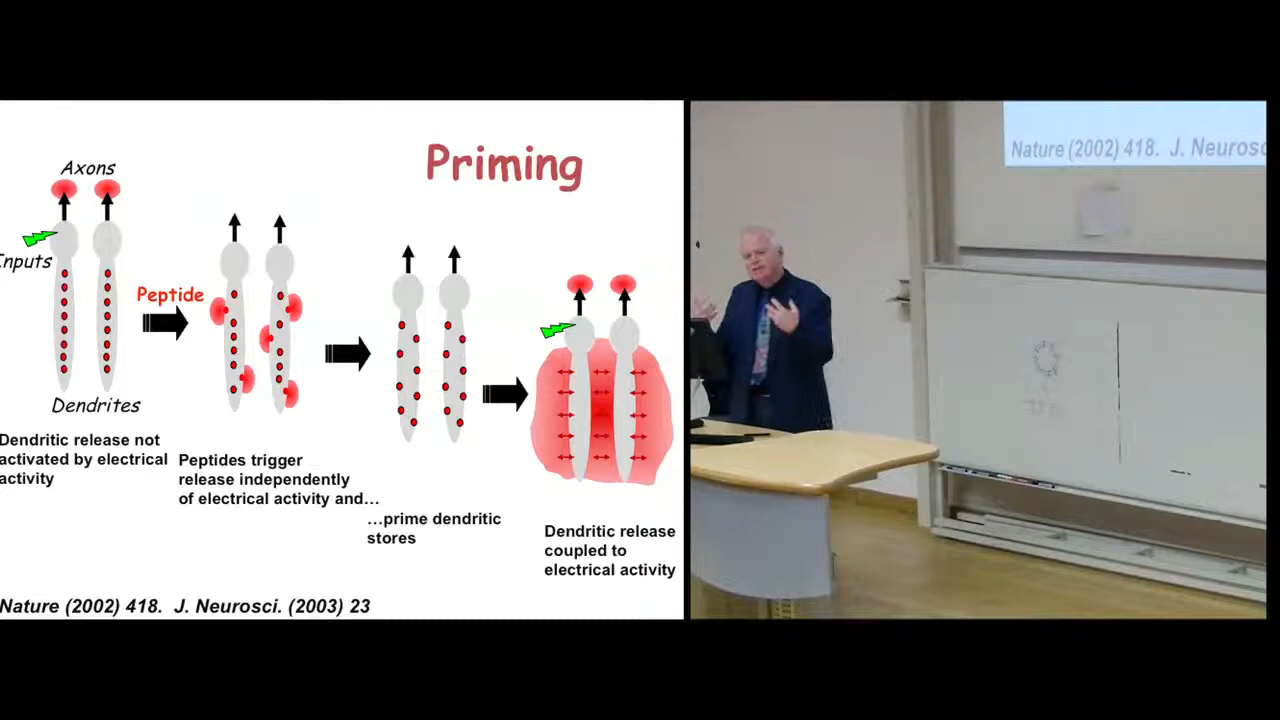 Priming
Axons
Inputs
Peptide
Dendrites
Dendritic release not
activated by electrical
activity
Peptides trigger
release independently
of electrical activity and…
…prime dendritic
stores
Dendritic release
coupled to
electrical activity
Nature (2002) 418. J. Neurosci. (2003) 23
Nature (2002) 418. J. Neurosc